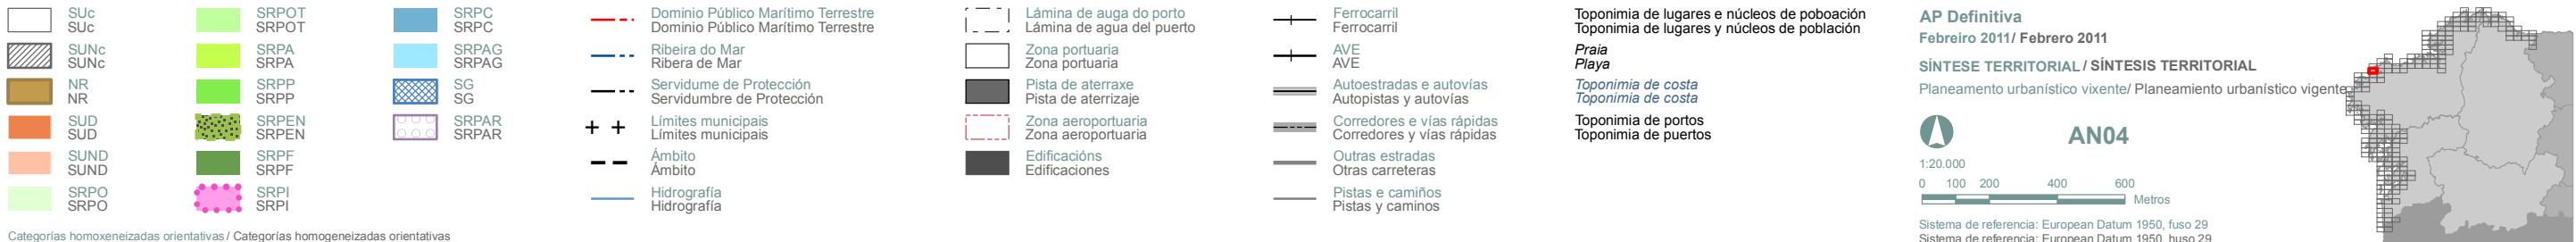 SUc
SUc
SUNc
SUNc
NR
NR
SUD
SUD
SUND
SUND
SRPO
SRPO
SRPOT
SRPOT
SRPA
SRPA
SRPP
SRPP
SRPEN
SRPEN
SRPF
SRPF
SRPI
SRPI
SRPC
SRPC
SRPAG
SRPAG
SG
SG
SRPAR
SRPAR
Categorías homoxeneizadas orientativas / Categorías homogeneizadas orientativas
Dominio Público Marítimo Terrestre
Dominio Público Marítimo Terrestre
Ribeira do Mar
Ribera de Mar
Servidume de Protección
Servidumbre de Protección
Límites municipais
Límites municipais
Ámbito
Ámbito
Hidrografía
Hidrografía
Lámina de auga do porto
Lámina de agua del puerto
Zona portuaria
Zona portuaria
Pista de aterraxe
Pista de aterrizaje
Zona aeroportuaria
Zona aeroportuaria
Edificacións
Edificaciones
Ferrocarril
Ferrocarril
AVE
AVE
Autoestradas e autovías
Autopistas y autovías
Corredores e vías rápidas
Corredores y vías rápidas
Outras estradas
Otras carreteras
Pistas e camiños
Pistas y caminos
Toponimia de lugares e núcleos de poboación
Toponimia de lugares y núcleos de población
Praia
Playa
Toponimia de costa
Toponimia de costa
Toponimia de portos
Toponimia de puertos
AP Definitiva
Febreiro 2011/ Febrero 2011
SÍNTESE TERRITORIAL / SÍNTESIS TERRITORIAL
Planeamento urbanístico vixente/ Planeamiento urbanístico vigente
AN04
1:20.000
0 100 200 400 600
Metros
Sistema de referencia: European Datum 1950, fuso 29
Sistema de referencia: European Datum 1950, huso 29